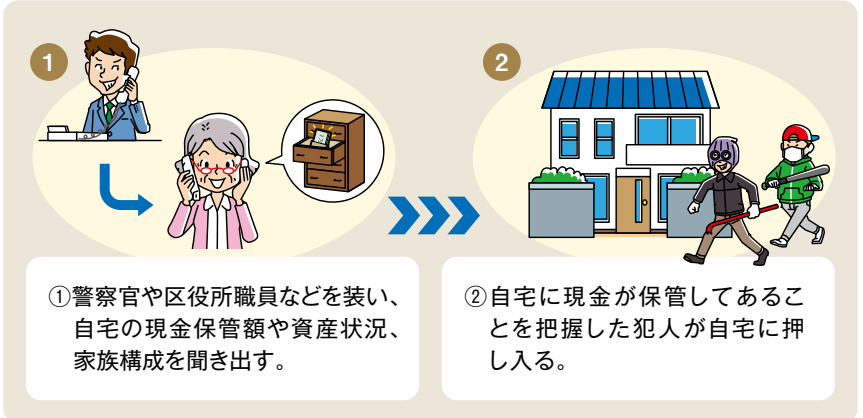 1
2
①警察官や区役所職員などを装い、
自宅の現金保管額や資産状況、
家族構成を聞き出す。
②自宅に現金が保管してあるこ
とを把握した犯人が自宅に押
し入る。